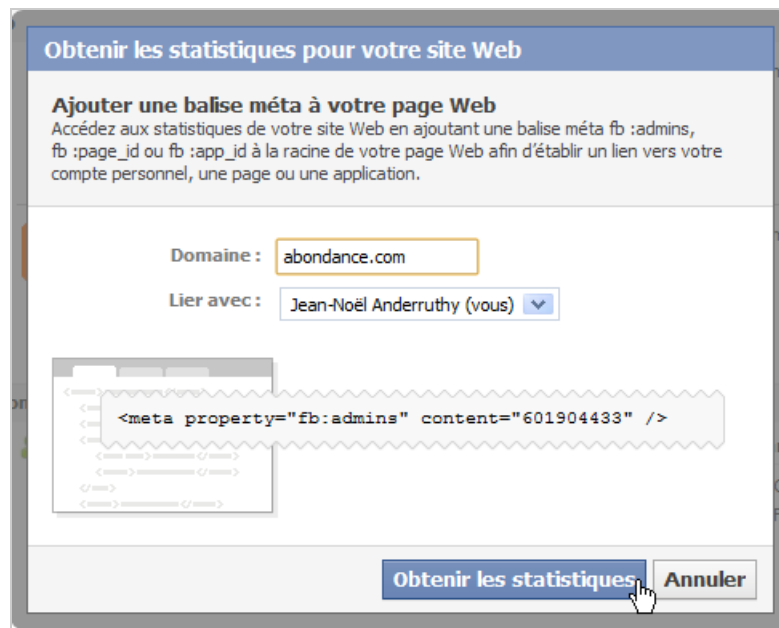 Obtenir les statistiques pour votre site Web
Ajouter une balise méta à votre page Web
Accédez aux statistiques de votre site Web en ajoutant une balise méta fb :admins,
fb :page_id ou fb :app_id à la racine de votre page Web afin d'établir un lien vers votre
compte personnel, une page ou une application.
Domaine : abondance.com
Lier avec : Jean-Noël Anderruthy (vous)
<meta property="fb:admins" content="601904433" />
Obtenir les statistiques Annuler